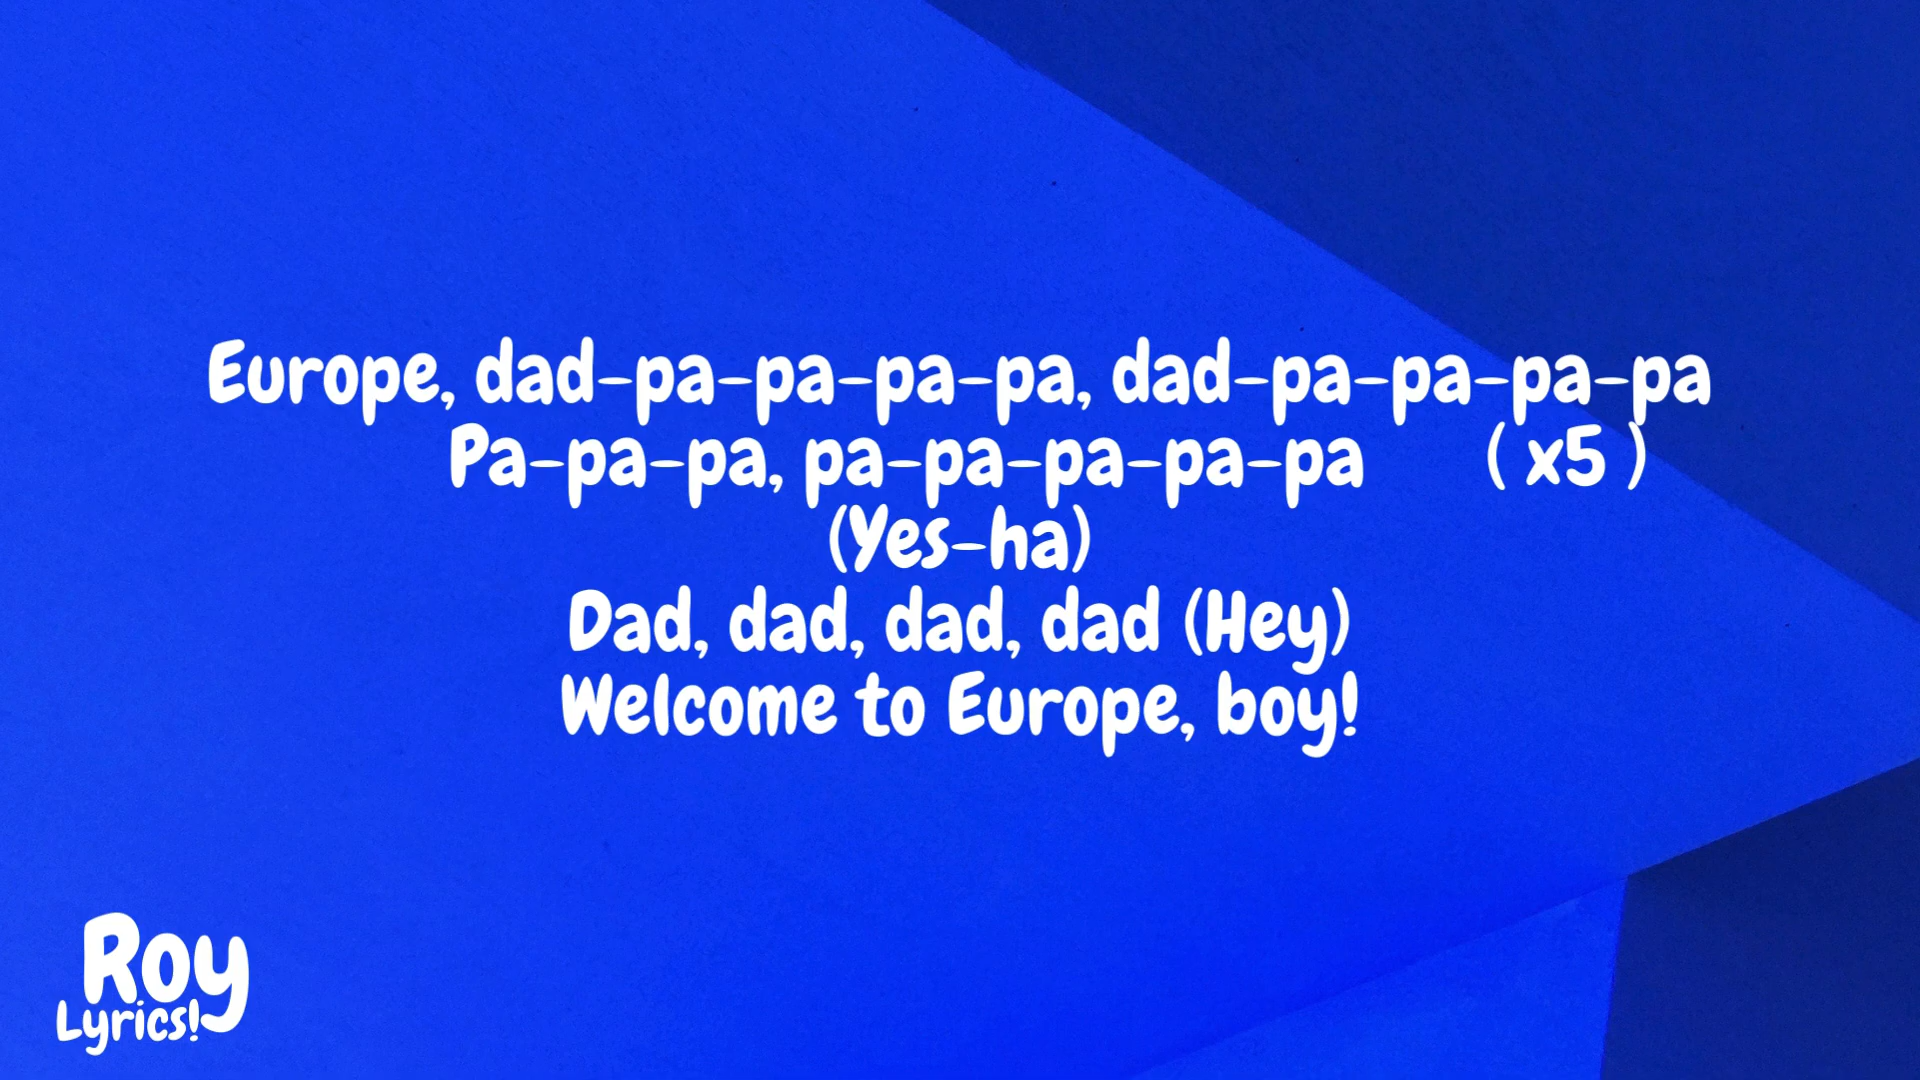 Europe, dad-pa-pa-pa-pa, dad-pa-pa-pa-pa
Pa-pa-pa, pa-pa-pa-pa-pa ( x5 )
(Yes-ha)
Dad, dad, dad, dad (Hey)
Welcome to Europe, boy!
Roy
Lyrics!